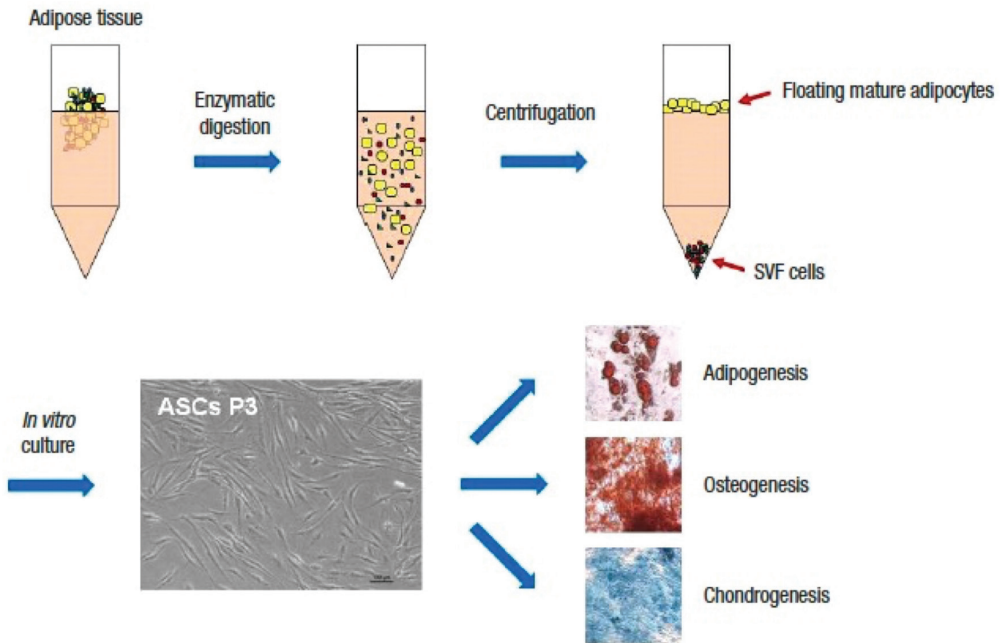 Adipose tissue
Enzymatic
digestion
Centrifugation
Floating mature adipocytes
SVF cells
In vitro
culture
ASCs P3
Adipogenesis
Osteogenesis
Chondrogenesis